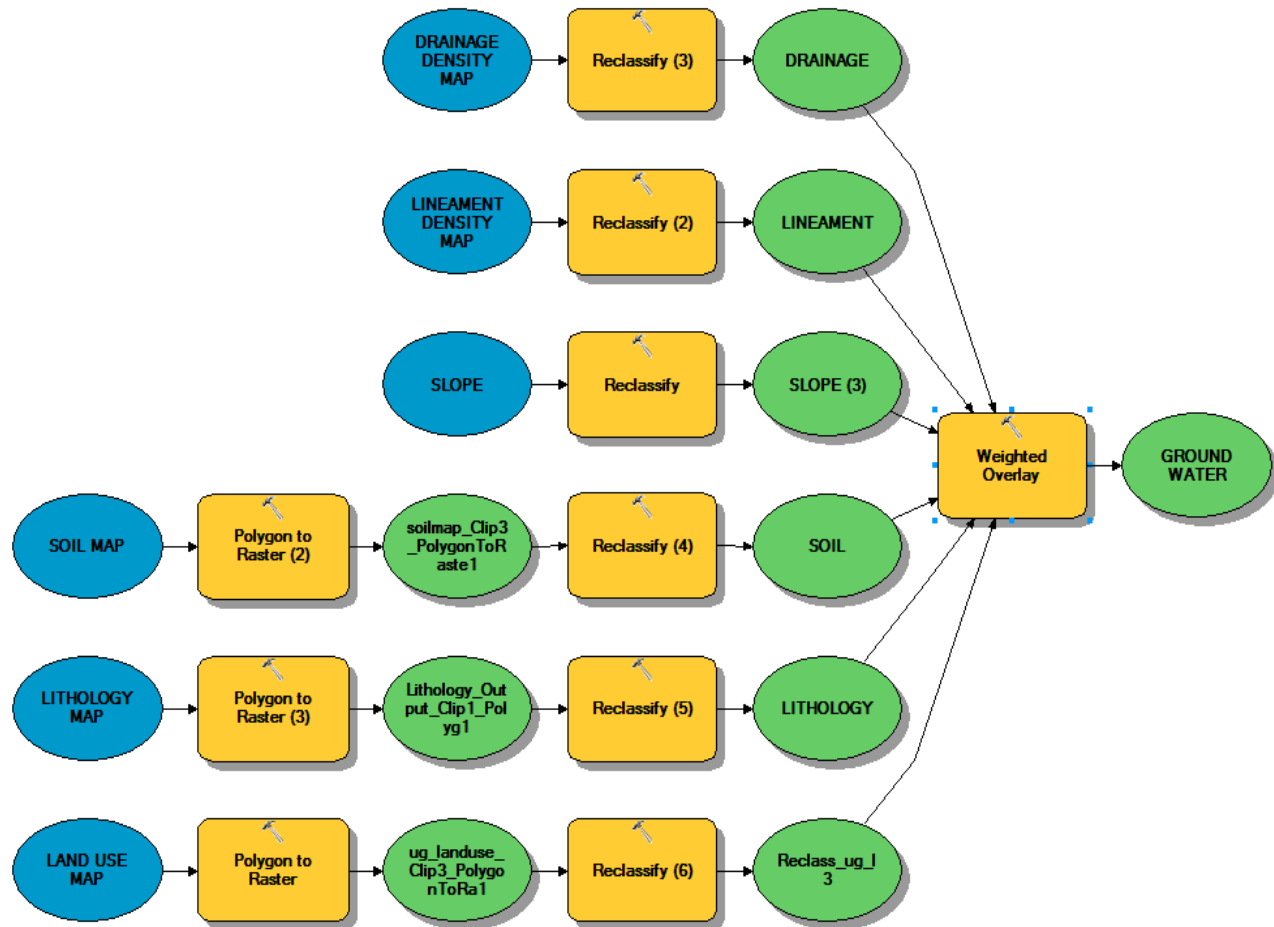 DRAINAGE
DENSITY
MAP
Reclassify (3)
DRAINAGE
LINEAMENT
DENSITY
MAP
Reclassify (2)
LINEAMENT
SLOPE
Reclassify
SLOPE (3)
Weighted
Overlay
GROUND
WATER
SOIL MAP
Polygon to
Raster (2)
soilmap_Clip3
_PolygonToR
aste1
Reclassify (4)
SOIL
LITHOLOGY
MAP
Polygon to
Raster (3)
Lithology_Out
put_Clip1_Pol
yg1
Reclassify (5)
LITHOLOGY
LAND USE
MAP
Polygon to
Raster
ug_landuse_
Clip3_Polygo
nToRa1
Reclassify (6)
Reclass_ug_l
3